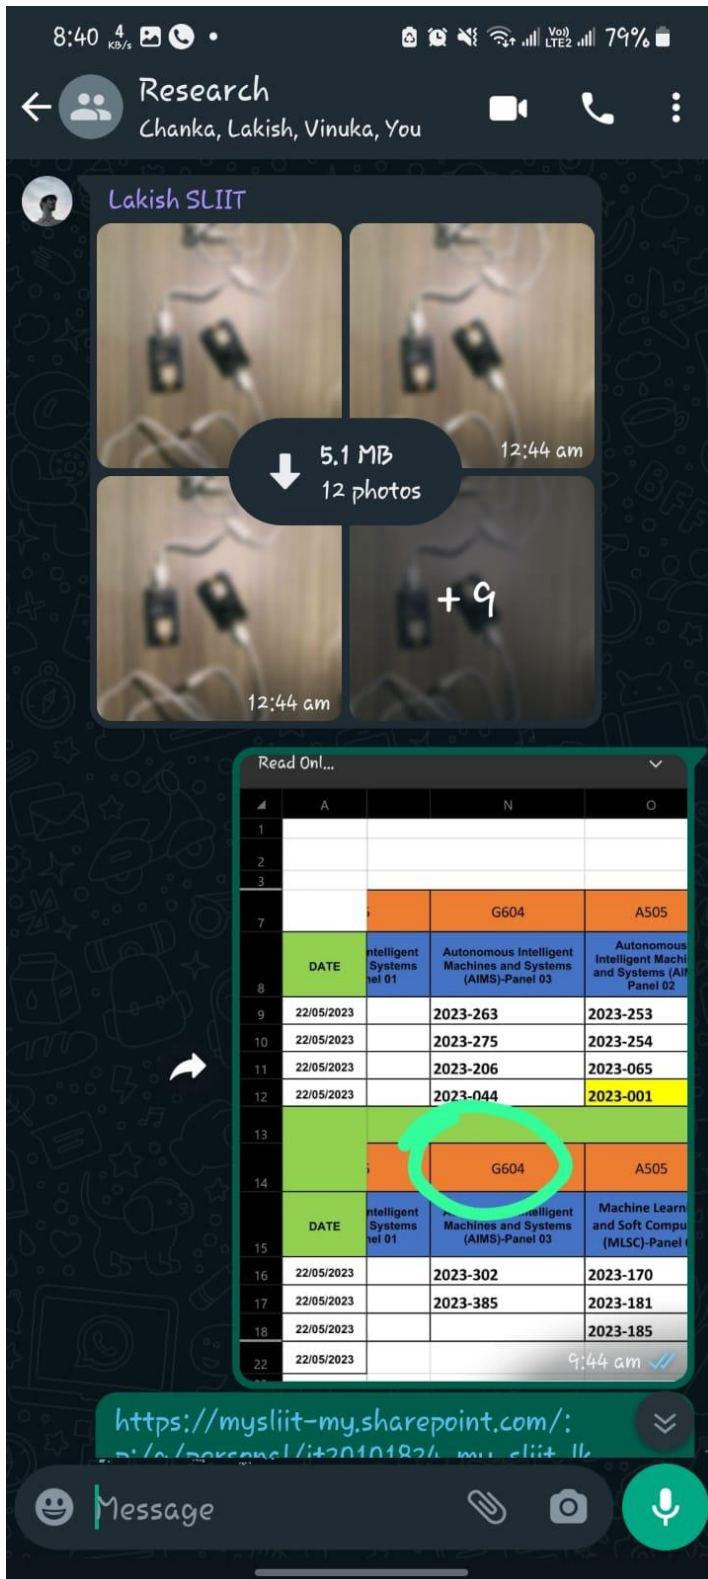 8:40 4 KB/s • Vo)) LTE2 79%
Research
Chanka, Lakish, Vinuka, You
Lakish SLIIT
5.1 MB
12 photos
12:44 am
+9
12:44 am
Read Onl...
A N O
1
2
3
7 G604 A505
8 DATE ntelligent Systems nel 01 Autonomous Intelligent Machines and Systems (AIMS)-Panel 03 Autonomous Intelligent Machi and Systems (AIM Panel 02
9 22/05/2023 2023-263 2023-253
10 22/05/2023 2023-275 2023-254
11 22/05/2023 2023-206 2023-065
12 22/05/2023 2023-044 2023-001
13
14 G604 A505
15 DATE ntelligent Systems nel 01 Machines and Systems (AIMS)-Panel 03 Machine Learn and Soft Compu (MLSC)-Panel
16 22/05/2023 2023-302 2023-170
17 22/05/2023 2023-385 2023-181
18 22/05/2023 2023-185
22 22/05/2023
9:44 am
https://mysliit-my.sharepoint.com/:
p:/g/personal/it20101824_my_sliit_lk
Message